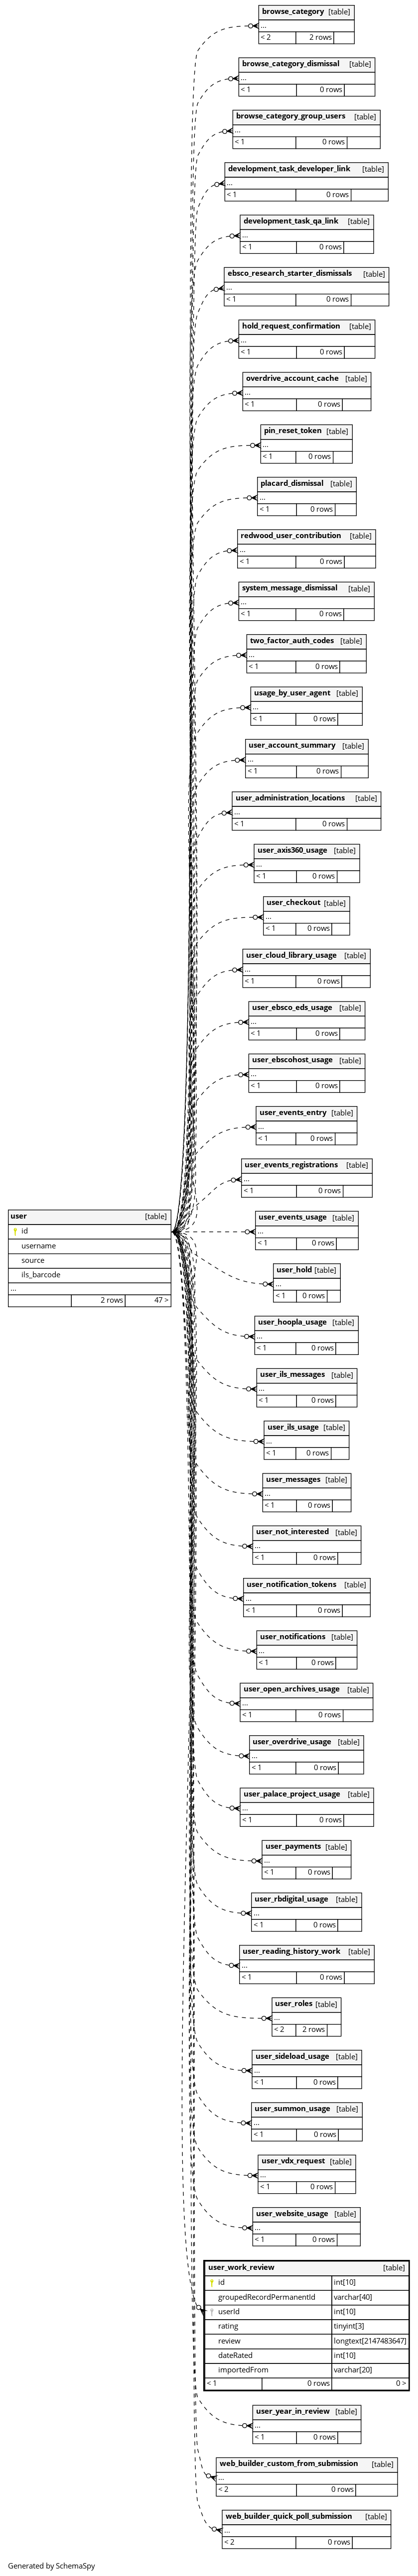 browse_category [table]
...
< 2 2 rows
browse_category_dismissal [table]
...
< 1 0 rows
browse_category_group_users [table]
...
< 1 0 rows
development_task_developer_link [table]
...
< 1 0 rows
development_task_qa_link [table]
...
< 1 0 rows
ebsco_research_starter_dismissals [table]
...
< 1 0 rows
hold_request_confirmation [table]
...
< 1 0 rows
overdrive_account_cache [table]
...
< 1 0 rows
pin_reset_token [table]
...
< 1 0 rows
placard_dismissal [table]
...
< 1 0 rows
redwood_user_contribution [table]
...
< 1 0 rows
system_message_dismissal [table]
...
< 1 0 rows
two_factor_auth_codes [table]
...
< 1 0 rows
usage_by_user_agent [table]
...
< 1 0 rows
user_account_summary [table]
...
< 1 0 rows
user_administration_locations [table]
...
< 1 0 rows
user_axis360_usage [table]
...
< 1 0 rows
user_checkout [table]
...
< 1 0 rows
user_cloud_library_usage [table]
...
< 1 0 rows
user_ebsco_eds_usage [table]
...
< 1 0 rows
user_ebscohost_usage [table]
...
< 1 0 rows
user_events_entry [table]
...
< 1 0 rows
user_events_registrations [table]
...
< 1 0 rows
user [table]
id
username
source
ils_barcode
...
2 rows 47 >
user_events_usage [table]
...
< 1 0 rows
user_hold [table]
...
< 1 0 rows
user_hoopla_usage [table]
...
< 1 0 rows
user_ils_messages [table]
...
< 1 0 rows
user_ils_usage [table]
...
< 1 0 rows
user_messages [table]
...
< 1 0 rows
user_not_interested [table]
...
< 1 0 rows
user_notification_tokens [table]
...
< 1 0 rows
user_notifications [table]
...
< 1 0 rows
user_open_archives_usage [table]
...
< 1 0 rows
user_overdrive_usage [table]
...
< 1 0 rows
user_palace_project_usage [table]
...
< 1 0 rows
user_payments [table]
...
< 1 0 rows
user_rbdigital_usage [table]
...
< 1 0 rows
user_reading_history_work [table]
...
< 1 0 rows
user_roles [table]
...
< 2 2 rows
user_sideload_usage [table]
...
< 1 0 rows
user_summon_usage [table]
...
< 1 0 rows
user_vdx_request [table]
...
< 1 0 rows
user_website_usage [table]
...
< 1 0 rows
user_work_review [table]
id int[10]
groupedRecordPermanentId varchar[40]
userId int[10]
rating tinyint[3]
review longtext[2147483647]
dateRated int[10]
importedFrom varchar[20]
< 1 0 rows 0 >
user_year_in_review [table]
...
< 1 0 rows
web_builder_custom_from_submission [table]
...
< 2 0 rows
web_builder_quick_poll_submission [table]
...
< 2 0 rows
Generated by SchemaSpy